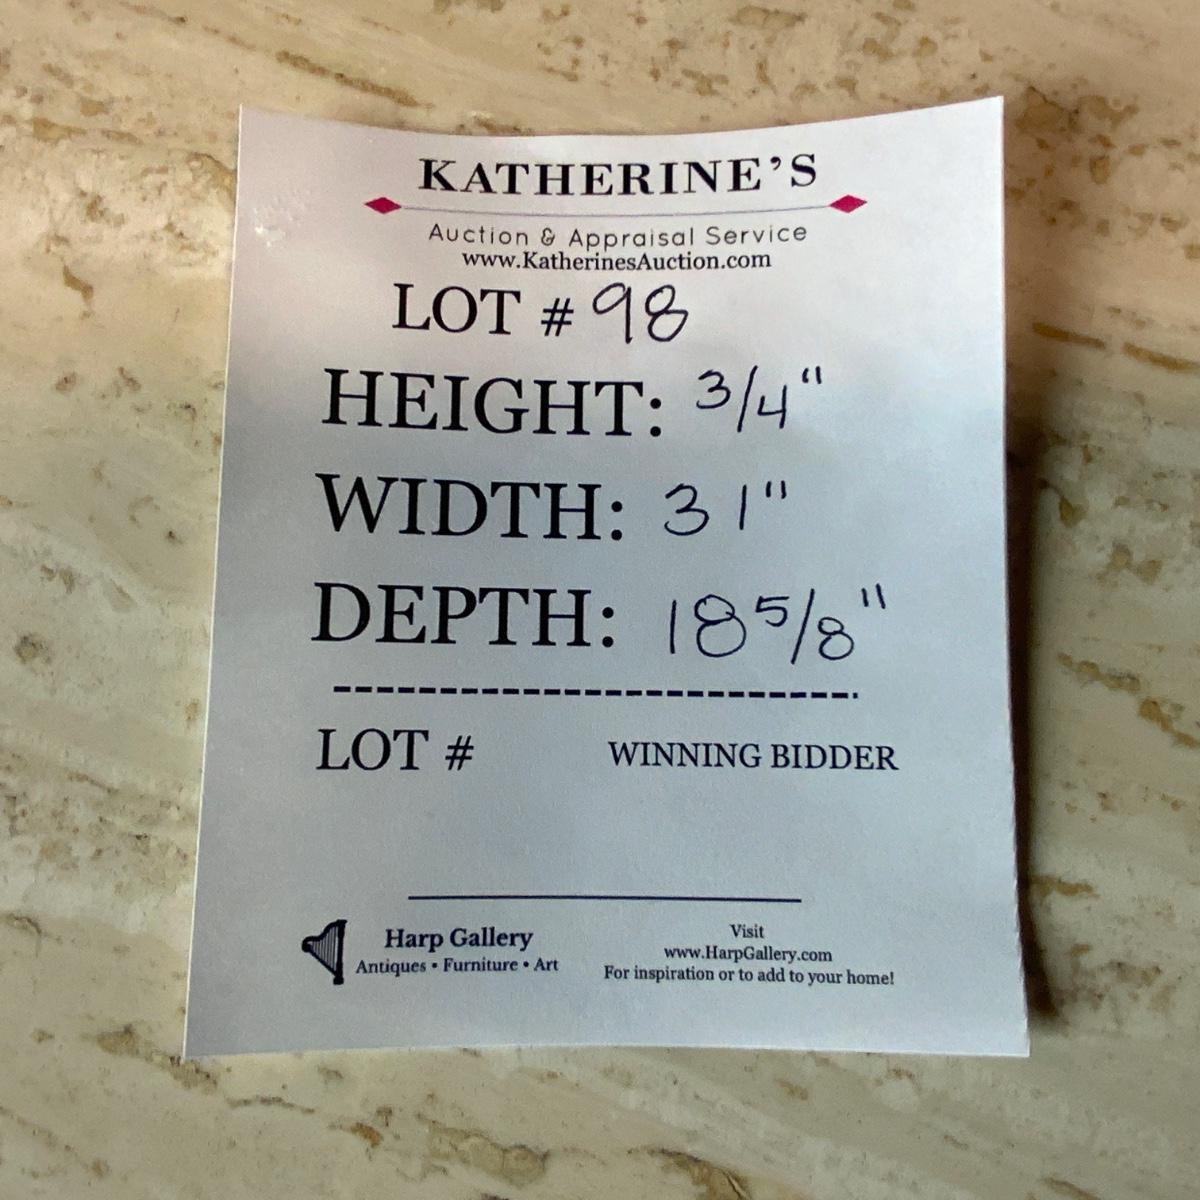 KATHERINE'S
Auction & Appraisal Service
www.KatherinesAuction.com
LOT # 98
HEIGHT: 3/4"
WIDTH: 31"
DEPTH: 18 5/8"
LOT # WINNING BIDDER
Harp Gallery
Antiques • Furniture • Art
Visit
www.HarpGallery.com
For inspiration or to add to your home!